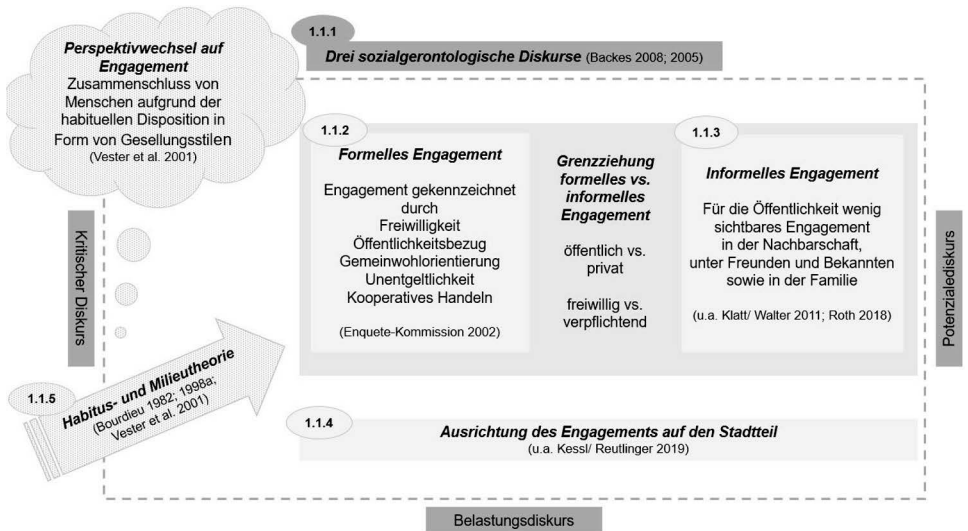 Perspektivwechsel auf
Engagement
Zusammenschluss von
Menschen aufgrund der
habituellen Disposition in
Form von Gesellungsstilen
(Vester et al. 2001)
1.1.1
Drei sozialgerontologische Diskurse (Backes 2008; 2005)
1.1.2
Formelles Engagement
Engagement gekennzeichnet
durch
Freiwilligkeit
Öffentlichkeitsbezug
Gemeinwohlorientierung
Unentgeltlichkeit
Kooperatives Handeln
(Enquete-Kommission 2002)
Grenzziehung
formelles vs.
informelles
Engagement
öffentlich vs.
privat
freiwillig vs.
verpflichtend
1.1.3
Informelles Engagement
Für die Öffentlichkeit wenig
sichtbares Engagement
in der Nachbarschaft,
unter Freunden und Bekannten
sowie in der Familie
(u.a. Klatt/ Walter 2011; Roth 2018)
Kritischer Diskurs
Potenzialediskurs
1.1.5
Habitus- und Milieutheorie
(Bourdieu 1982; 1998a;
Vester et al. 2001)
1.1.4
Ausrichtung des Engagements auf den Stadtteil
(u.a. Kessl/ Reutlinger 2019)
Belastungsdiskurs